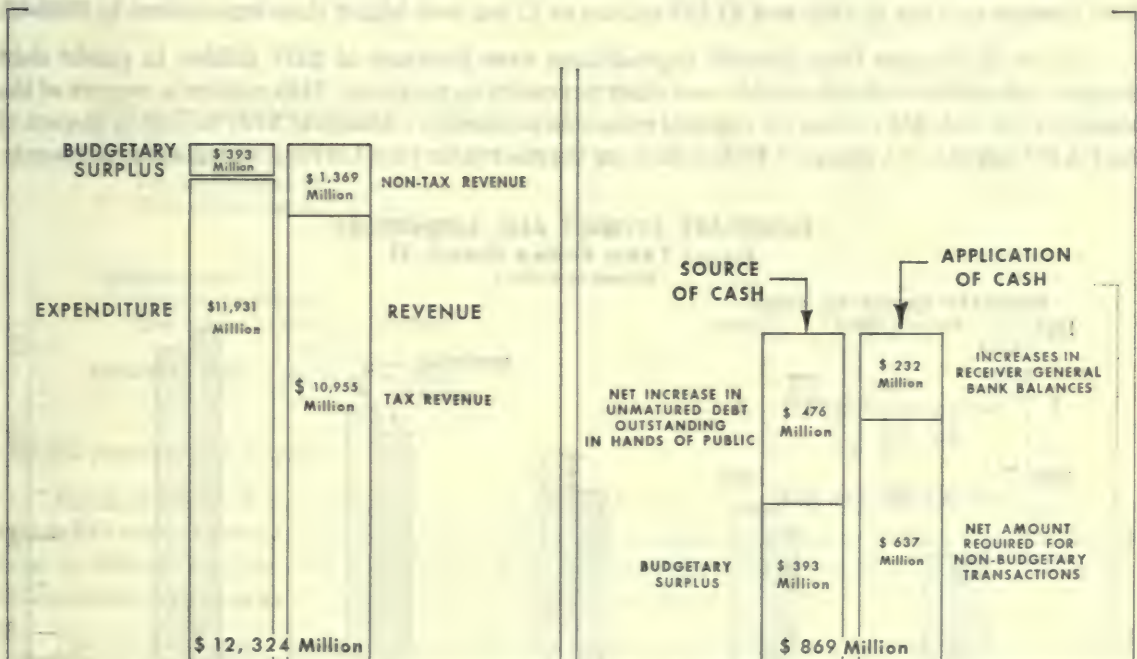 BUDGETARY
SURPLUS
$ 393
Million
$ 1,369
Million
NON-TAX REVENUE
EXPENDITURE
$11,931
Million
REVENUE
$ 10,955
Million
TAX REVENUE
$ 12, 324 Million
SOURCE
OF CASH
APPLICATION
OF CASH
NET INCREASE IN
UNMATURED DEBT
OUTSTANDING
IN HANDS OF PUBLIC
$ 476
Million
$ 232
Million
INCREASES IN
RECEIVER GENERAL
BANK BALANCES
BUDGETARY
SURPLUS
$ 393
Million
$ 637
Million
NET AMOUNT
REQUIRED FOR
NON-BUDGETARY
TRANSACTIONS
$ 869 Million